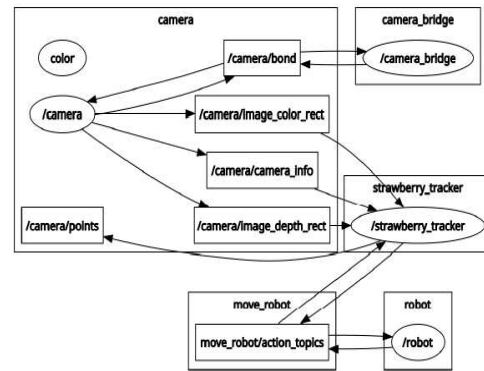 camera
camera_bridge
color
/camera/bond
/camera_bridge
/camera
/camera/image_color_rect
/camera/camera_info
strawberry_tracker
/camera/points
/camera/image_depth_rect
/strawberry_tracker
move_robot
robot
move_robot/action_topics
/robot